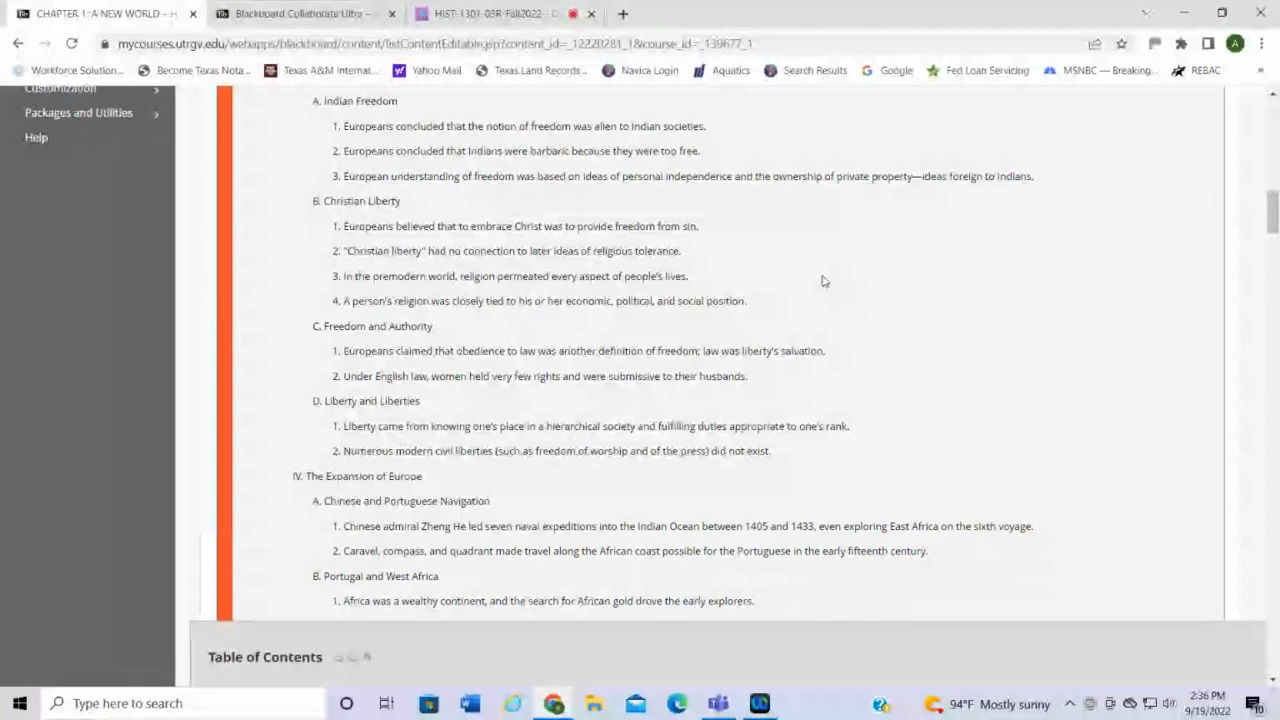 CHAPTER 1: A NEW WORLD – H
Blackboard Collaborate Ultra –
HIST-1301-03R-Fall2022-
mycourses.utrgv.edu/webapps/blackboard/content/listContentEditable.jsp?content_id=_12220281_1&course_id=_139677_1
A
Workforce Solution... Become Texas Nota... Texas A&M Internat... Yahoo Mail Texas Land Records... Navica Login Aquatics Search Results Google Fed Loan Servicing MSNBC — Breaking... REBAC »
Customization
Packages and Utilities
Help
A. Indian Freedom
1. Europeans concluded that the notion of freedom was alien to Indian societies.
2. Europeans concluded that Indians were barbaric because they were too free.
3. European understanding of freedom was based on ideas of personal independence and the ownership of private property—ideas foreign to Indians.
B. Christian Liberty
1. Europeans believed that to embrace Christ was to provide freedom from sin.
2. "Christian liberty" had no connection to later ideas of religious tolerance.
3. In the premodern world, religion permeated every aspect of people's lives.
4. A person's religion was closely tied to his or her economic, political, and social position.
C. Freedom and Authority
1. Europeans claimed that obedience to law was another definition of freedom; law was liberty's salvation.
2. Under English law, women held very few rights and were submissive to their husbands.
D. Liberty and Liberties
1. Liberty came from knowing one's place in a hierarchical society and fulfilling duties appropriate to one's rank.
2. Numerous modern civil liberties (such as freedom of worship and of the press) did not exist.
IV. The Expansion of Europe
A. Chinese and Portuguese Navigation
1. Chinese admiral Zheng He led seven naval expeditions into the Indian Ocean between 1405 and 1433, even exploring East Africa on the sixth voyage.
2. Caravel, compass, and quadrant made travel along the African coast possible for the Portuguese in the early fifteenth century.
B. Portugal and West Africa
1. Africa was a wealthy continent, and the search for African gold drove the early explorers.
Table of Contents
Type here to search
94°F Mostly sunny
2:36 PM
9/19/2022
10